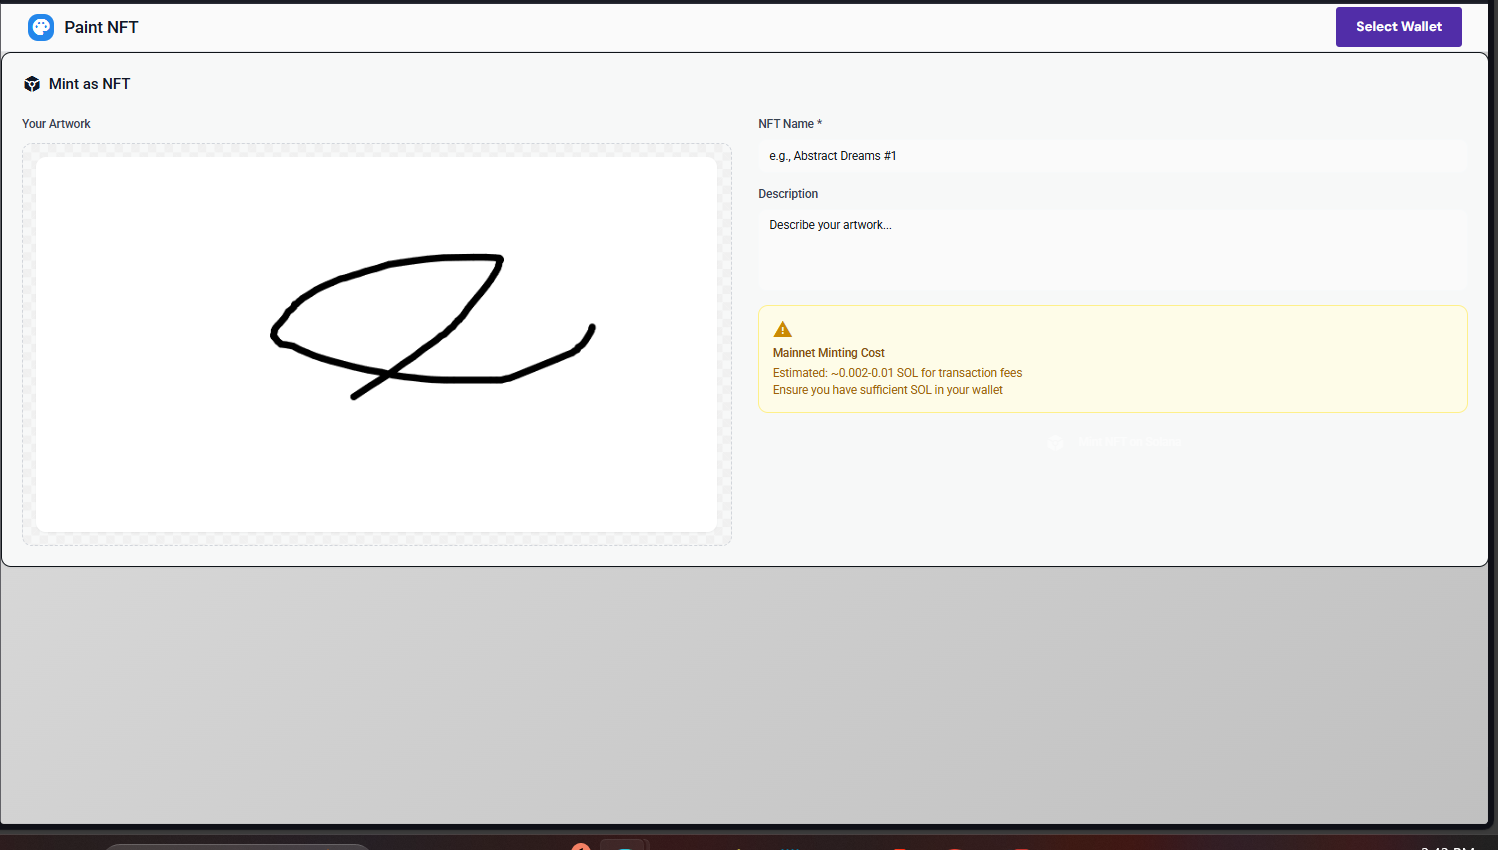 Paint NFT
Select Wallet
Mint as NFT
Your Artwork
NFT Name *
e.g., Abstract Dreams #1
Description
Describe your artwork...
Mainnet Minting Cost
Estimated: ~0.002-0.01 SOL for transaction fees
Ensure you have sufficient SOL in your wallet